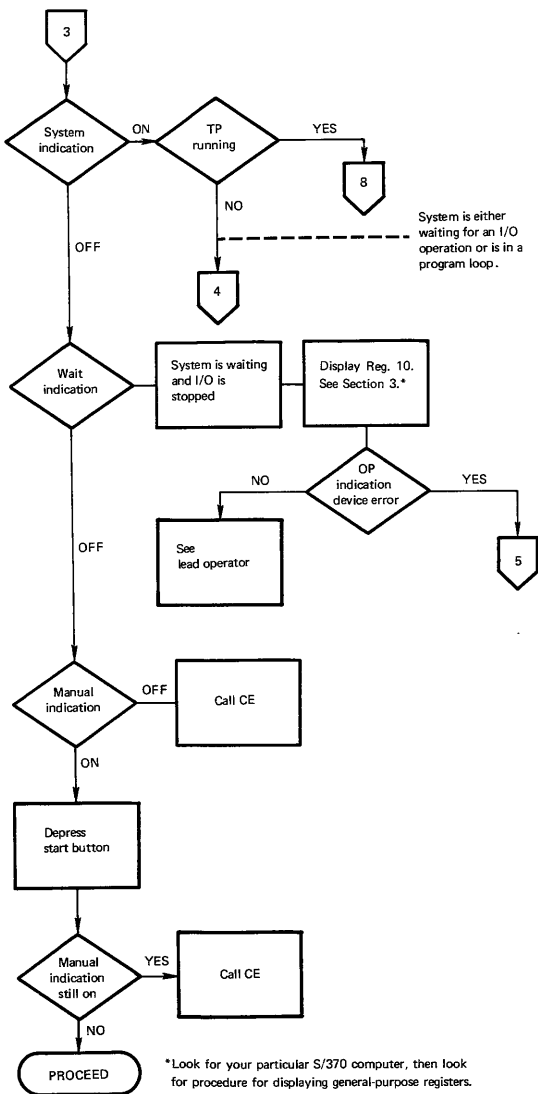 3
System
indication
ON
TP
running
YES
8
NO
System is either
waiting for an I/O
operation or is in a
program loop.
OFF
4
Wait
indication
System is waiting
and I/O is
stopped
Display Reg. 10.
See Section 3.*
OP
indication
device error
NO
YES
See
lead operator
5
OFF
Manual
indication
OFF
Call CE
ON
Depress
start button
Manual
indication
still on
YES
Call CE
NO
PROCEED
*Look for your particular S/370 computer, then look
for procedure for displaying general-purpose registers.